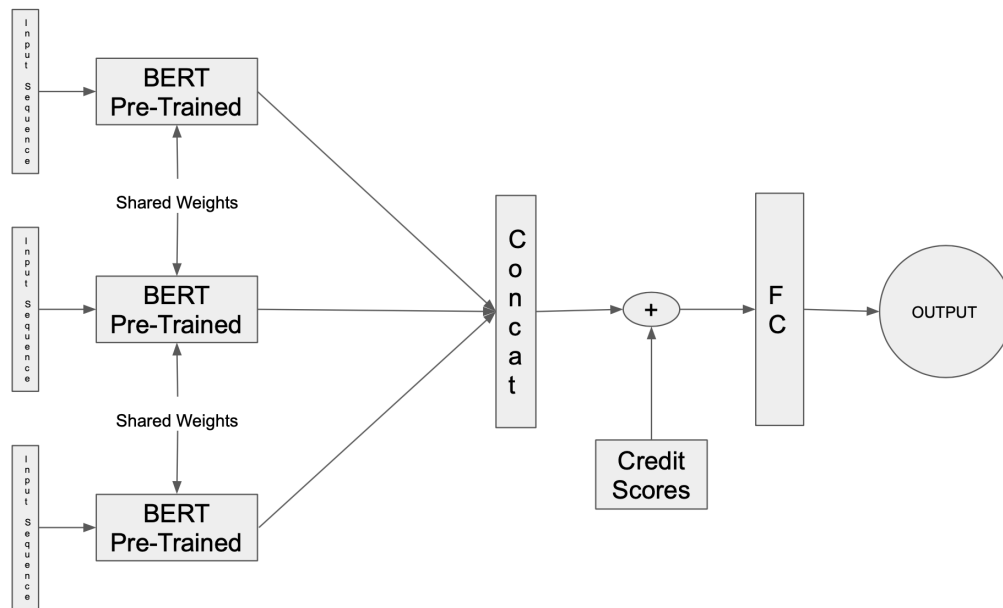 Input Sequence
BERT
Pre-Trained
Shared Weights
Input Sequence
BERT
Pre-Trained
Shared Weights
Input Sequence
BERT
Pre-Trained
Concat
+
Credit
Scores
FC
OUTPUT